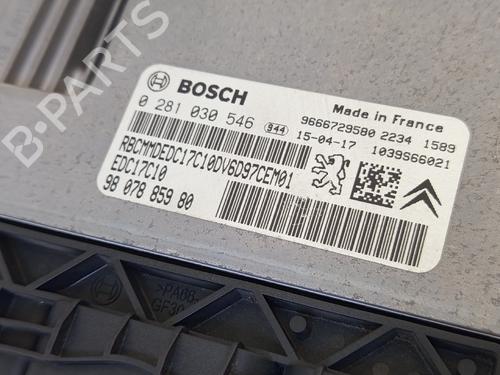 B-PARTS
BOSCH
0 281 030 546 944
RBCMMDEDC17C10DV6D97CEM01
EDC17C10
98 078 859 80
Made in France
9666729580 2234 1589
15-04-17 1039S66021